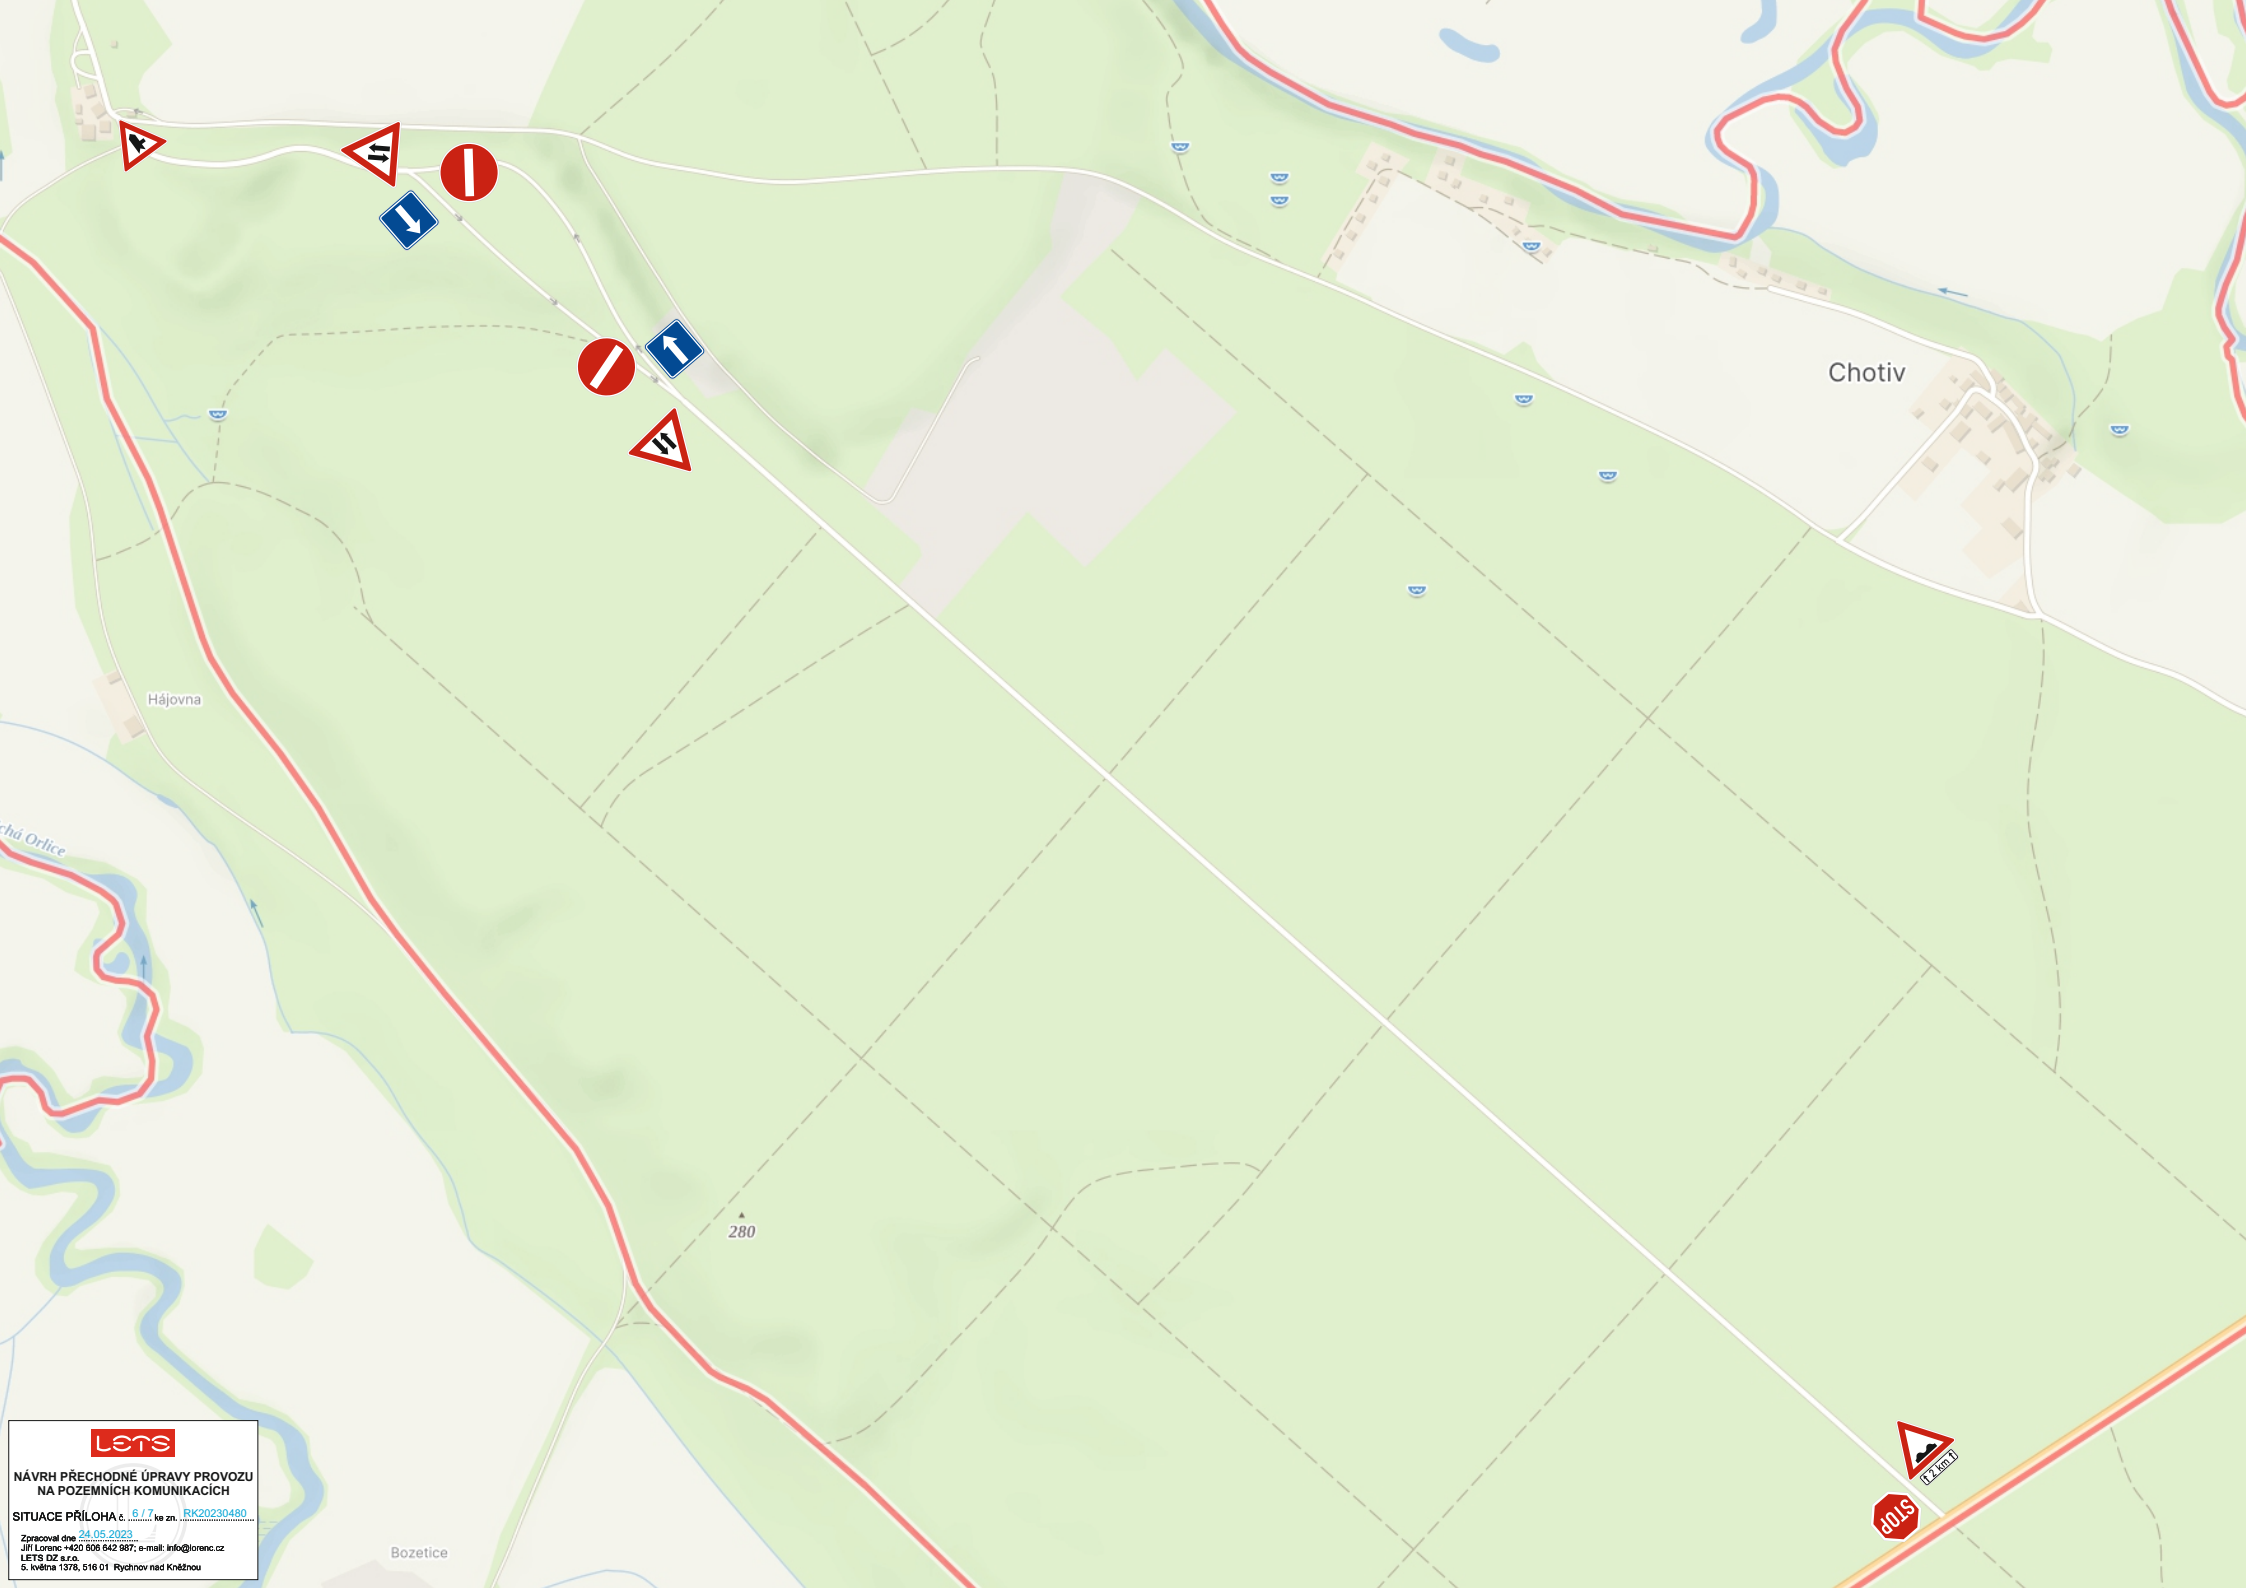 Chotiv
Hájovna
chá Orlice
280
2 km
STOP
LETS
NÁVRH PŘECHODNÉ ÚPRAVY PROVOZU
NA POZEMNÍCH KOMUNIKACÍCH
SITUACE PŘÍLOHA č. 6 / 7 ke zn. RK20230480
Zpracoval dne 24.05.2023
Jiří Lorenc +420 606 642 987; e-mail: info@lorenc.cz
LETS DZ s.r.o.
5. května 1378, 516 01 Rychnov nad Kněžnou
Bozetice